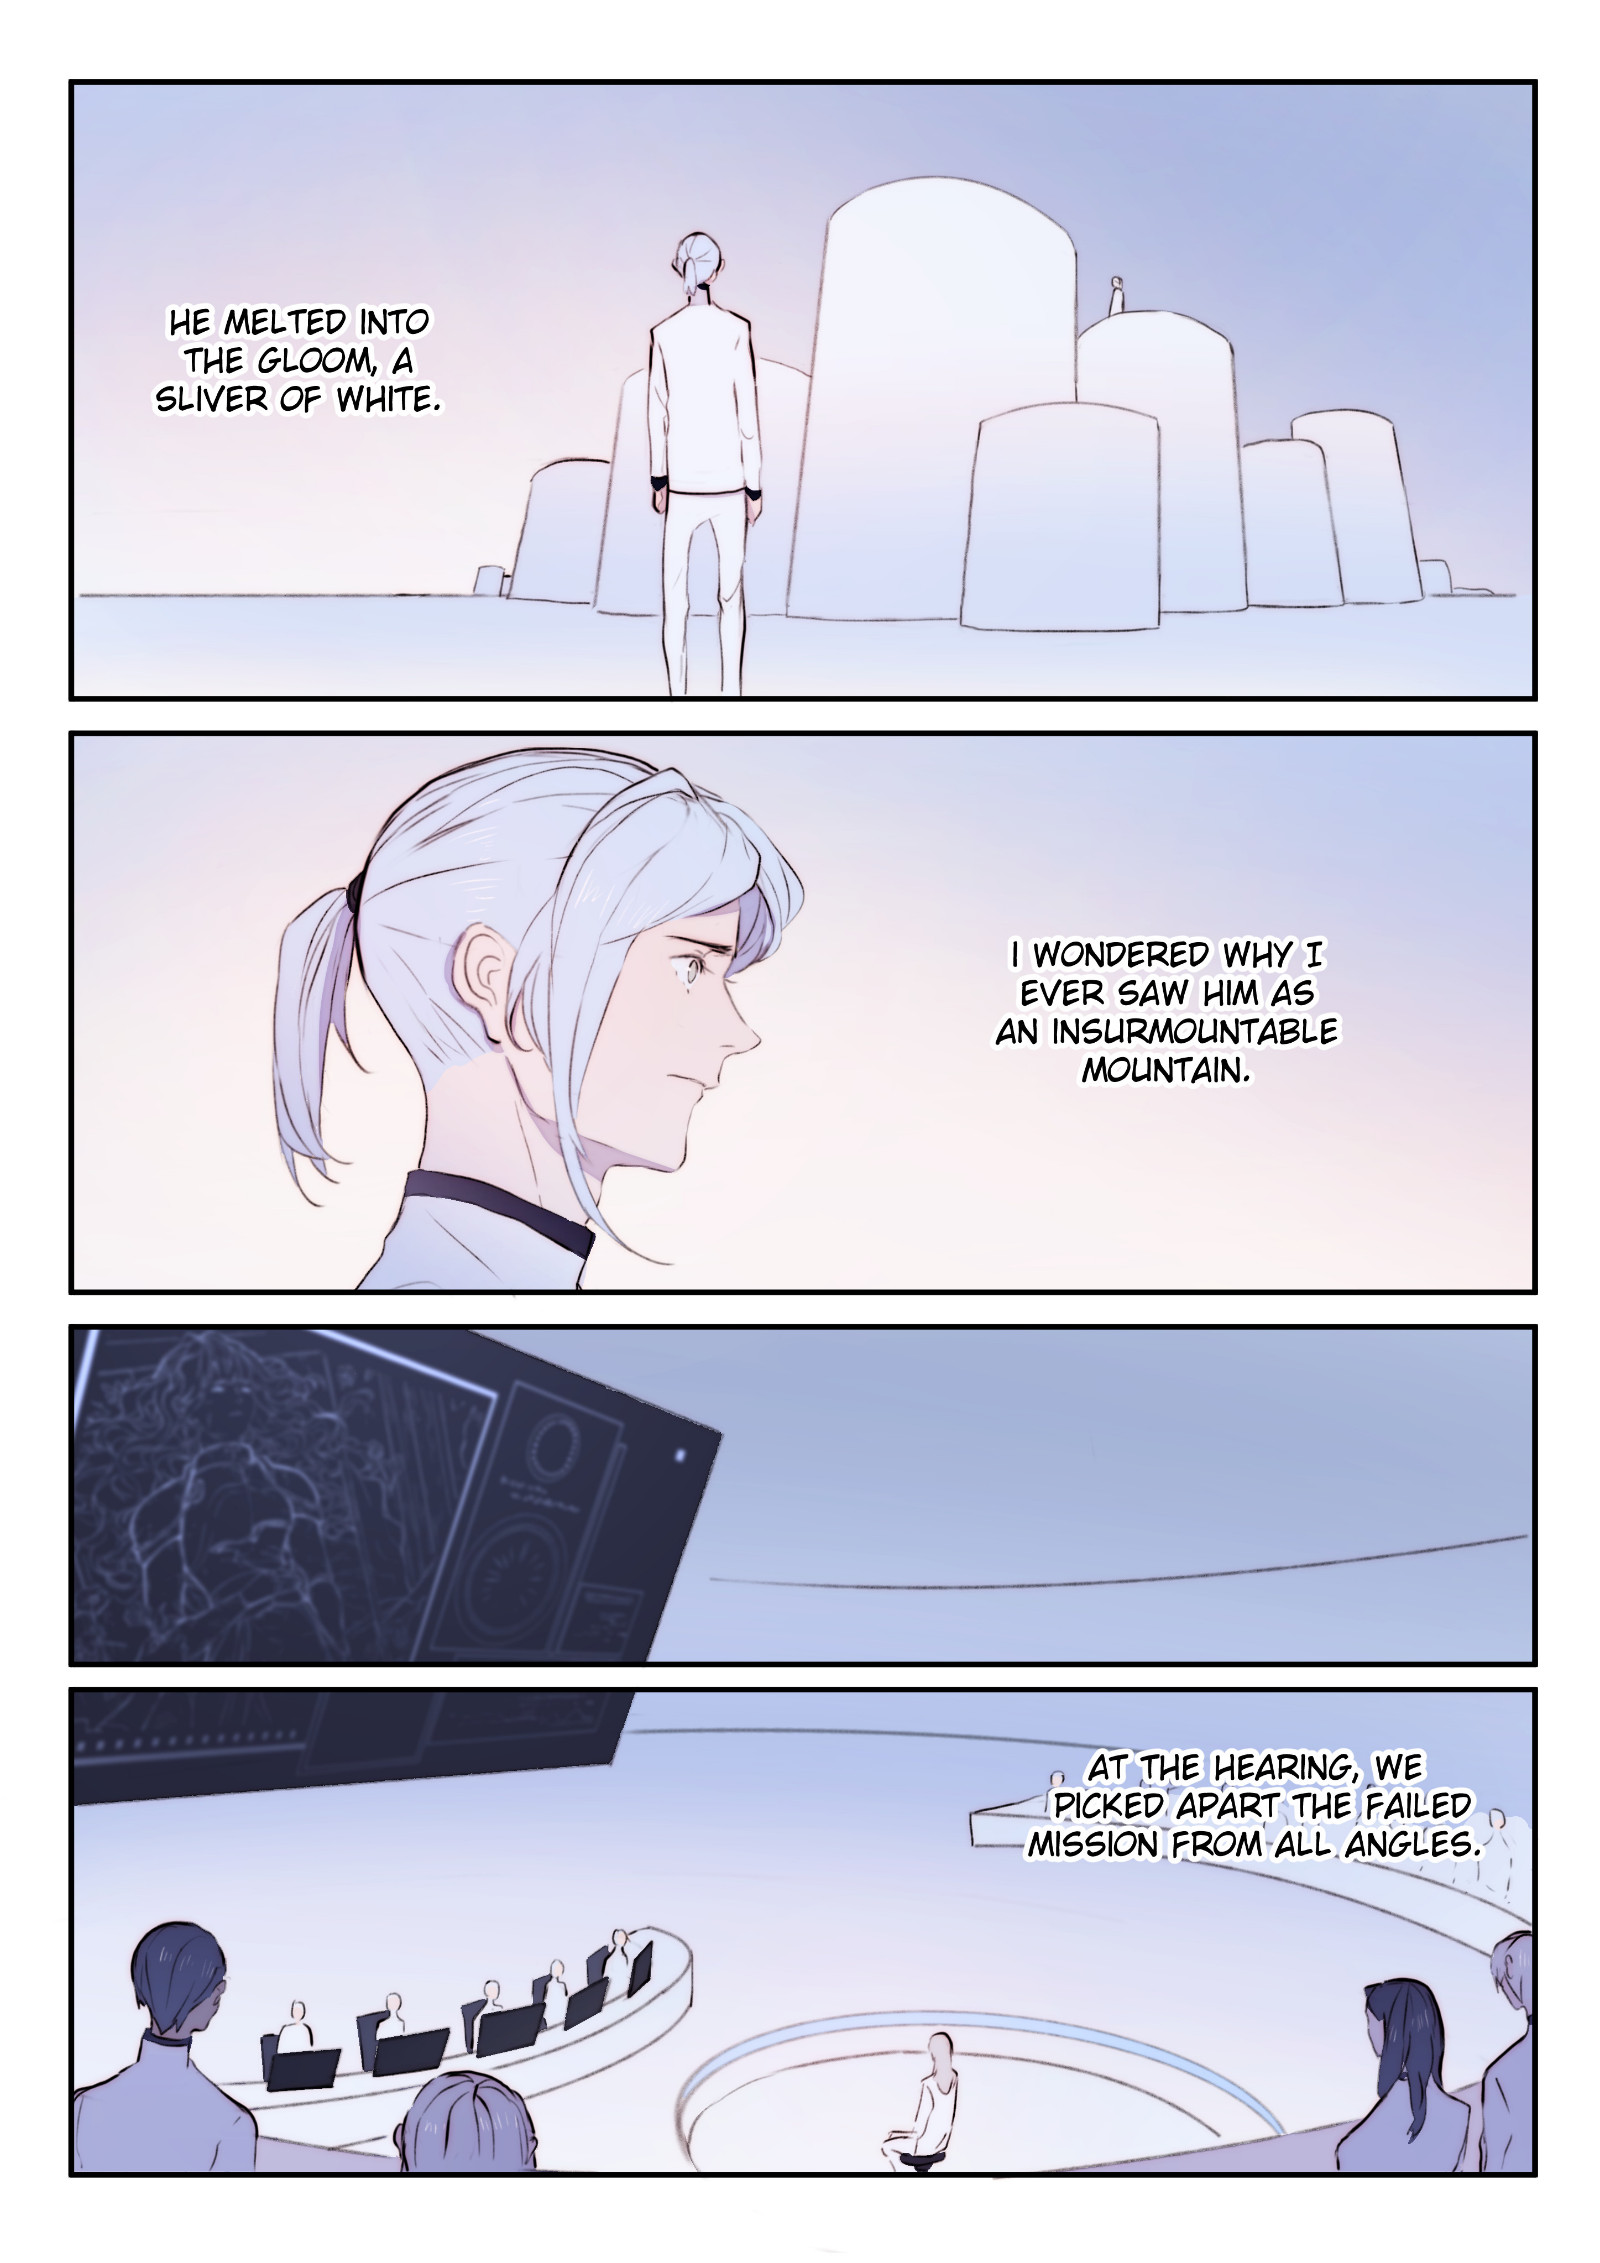 HE MELTED INTO
THE GLOOM, A
SLIVER OF WHITE.
I WONDERED WHY I
EVER SAW HIM AS
AN INSURMOUNTABLE
MOUNTAIN.
AT THE HEARING, WE
PICKED APART THE FAILED
MISSION FROM ALL ANGLES.